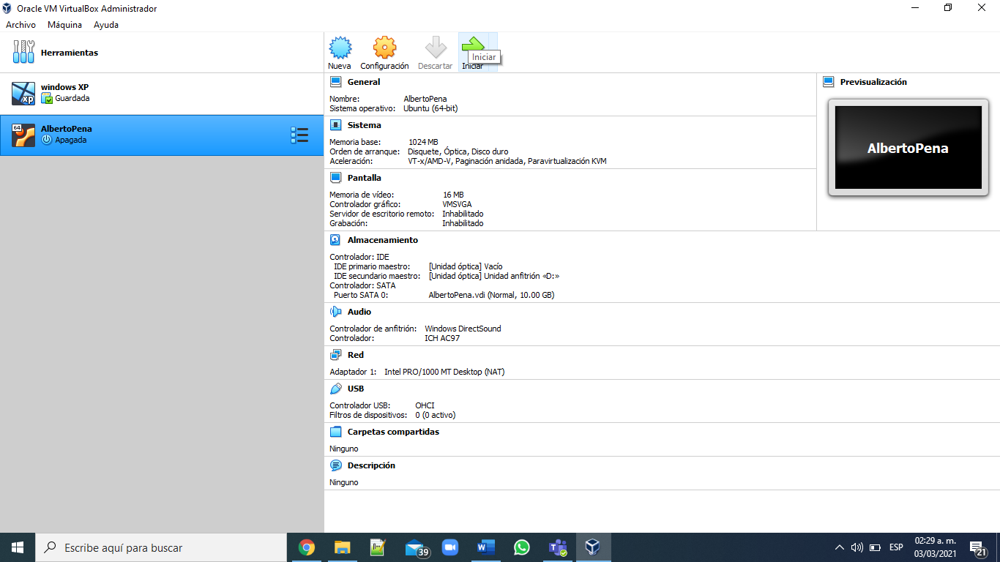 Oracle VM VirtualBox Administrador
Archivo Máquina Ayuda
Herramientas
windows XP
Guardada
64
AlbertoPena
Apagada
Nueva Configuración Descartar Iniciar
Iniciar
General
Nombre: AlbertoPena
Sistema operativo: Ubuntu (64-bit)
Sistema
Memoria base: 1024 MB
Orden de arranque: Disquete, Óptica, Disco duro
Aceleración: VT-x/AMD-V, Paginación anidada, Paravirtualización KVM
Pantalla
Memoria de vídeo: 16 MB
Controlador gráfico: VMSVGA
Servidor de escritorio remoto: Inhabilitado
Grabación: Inhabilitado
Almacenamiento
Controlador: IDE
IDE primario maestro: [Unidad óptica] Vacío
IDE secundario maestro: [Unidad óptica] Unidad anfitrión «D:»
Controlador: SATA
Puerto SATA 0: AlbertoPena.vdi (Normal, 10.00 GB)
Audio
Controlador de anfitrión: Windows DirectSound
Controlador: ICH AC97
Red
Adaptador 1: Intel PRO/1000 MT Desktop (NAT)
USB
Controlador USB: OHCI
Filtros de dispositivos: 0 (0 activo)
Carpetas compartidas
Ninguno
Descripción
Ninguno
Previsualización
AlbertoPena
Escribe aquí para buscar
39
ESP
02:29 a. m.
03/03/2021
21